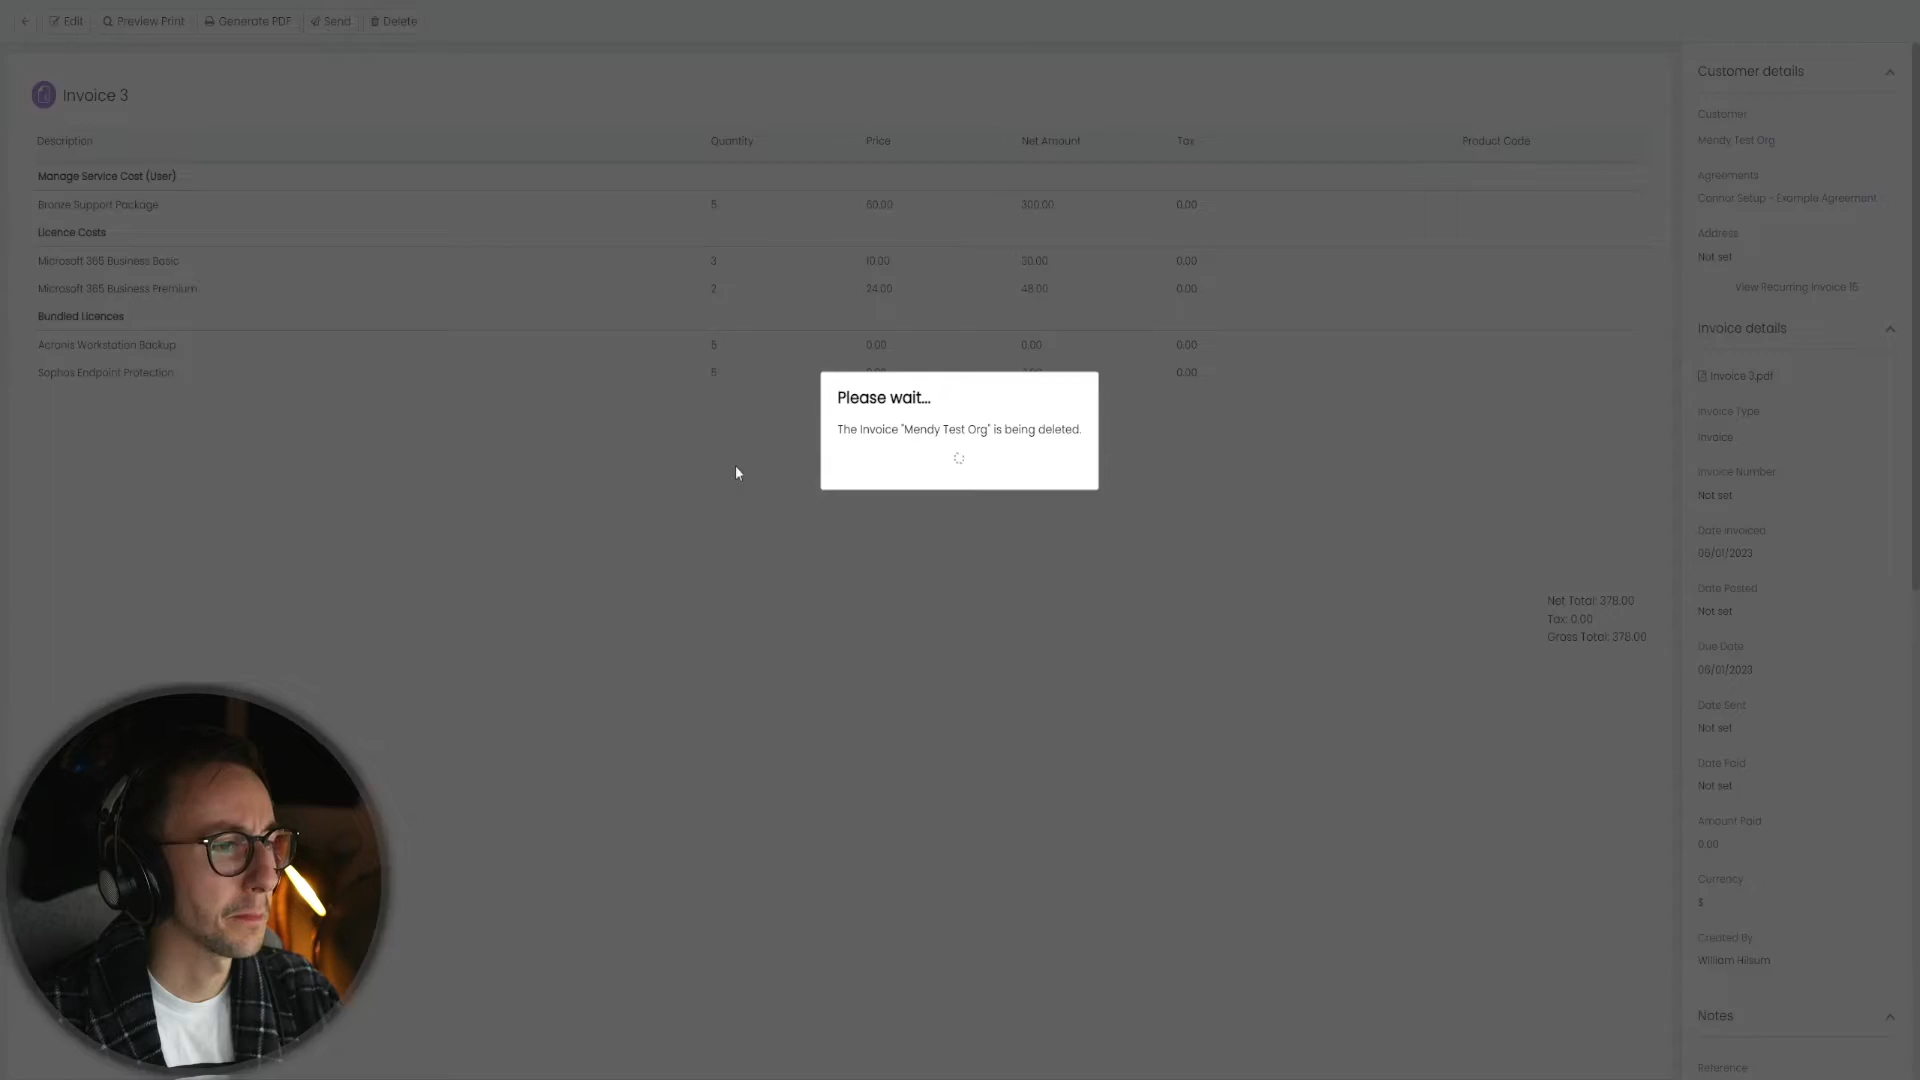 Edit Preview Print Generate PDF Send Delete
Invoice 3
Description Quantity Price Net Amount Tax Product Code
Manage Service Cost (User)
Bronze Support Package 5 60.00 300.00 0.00
Licence Costs
Microsoft 365 Business Basic 3 10.00 30.00 0.00
Microsoft 365 Business Premium 2 24.00 48.00 0.00
Bundled Licences
Acronis Workstation Backup 5 0.00 0.00 0.00
Sophos Endpoint Protection 5 0.00
Please wait...
The Invoice "Mendy Test Org" is being deleted.
Net Total: 378.00
Tax: 0.00
Gross Total: 378.00
Customer details
Customer
Mendy Test Org
Agreements
Connor Setup - Example Agreement
Address
Not set
View Recurring Invoice 15
Invoice details
Invoice 3.pdf
Invoice Type
Invoice
Invoice Number
Not set
Date Invoiced
06/01/2023
Date Posted
Not set
Due Date
06/01/2023
Date Sent
Not set
Date Paid
Not set
Amount Paid
0.00
Currency
$
Created By
William Hilsum
Notes
Reference